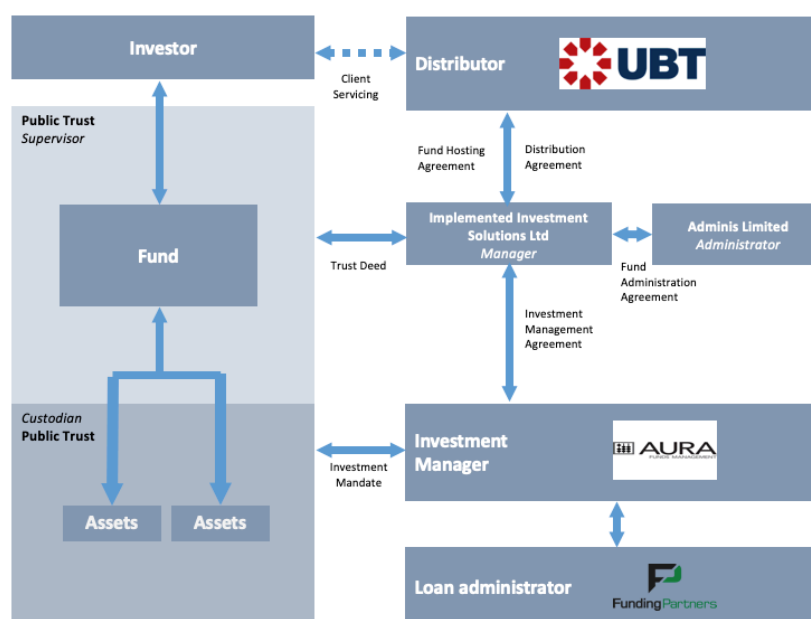 Investor
Client
Servicing
Distributor
UBT
Public Trust
Supervisor
Fund Hosting
Agreement
Distribution
Agreement
Fund
Trust Deed
Implemented Investment
Solutions Ltd
Manager
Adminis Limited
Administrator
Fund
Administration
Agreement
Investment
Management
Agreement
Custodian
Public Trust
Investment
Mandate
Investment
Manager
AURA
FUNDS MANAGEMENT
Assets
Assets
Loan administrator
FundingPartners